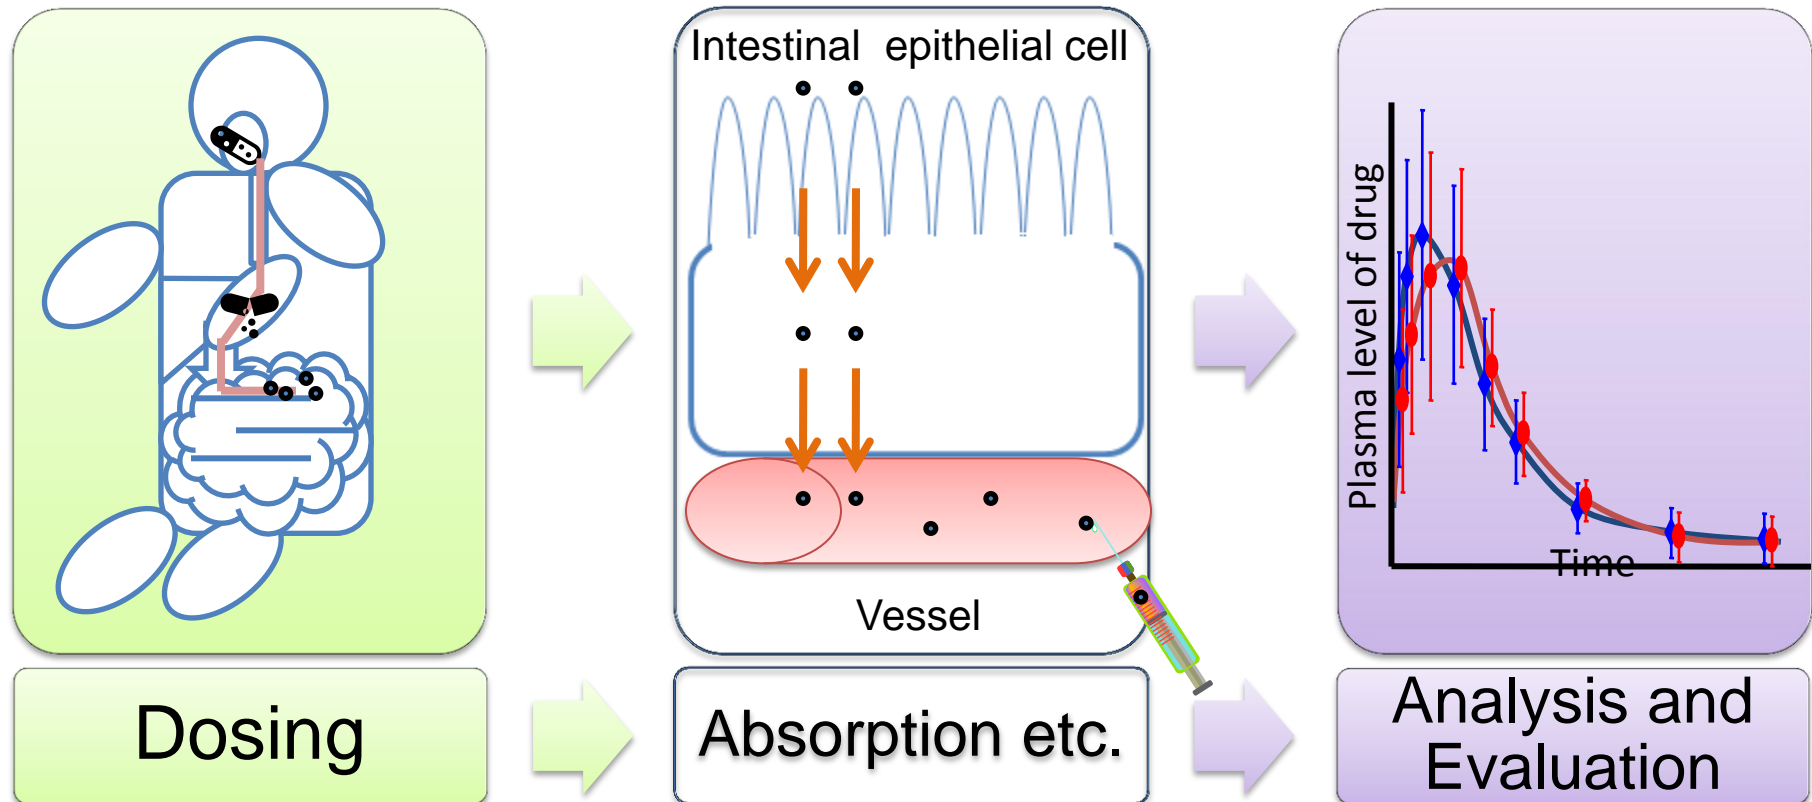 Intestinal epithelial cell
Vessel
Plasma level of drug
Time
Dosing
Absorption etc.
Analysis and
Evaluation